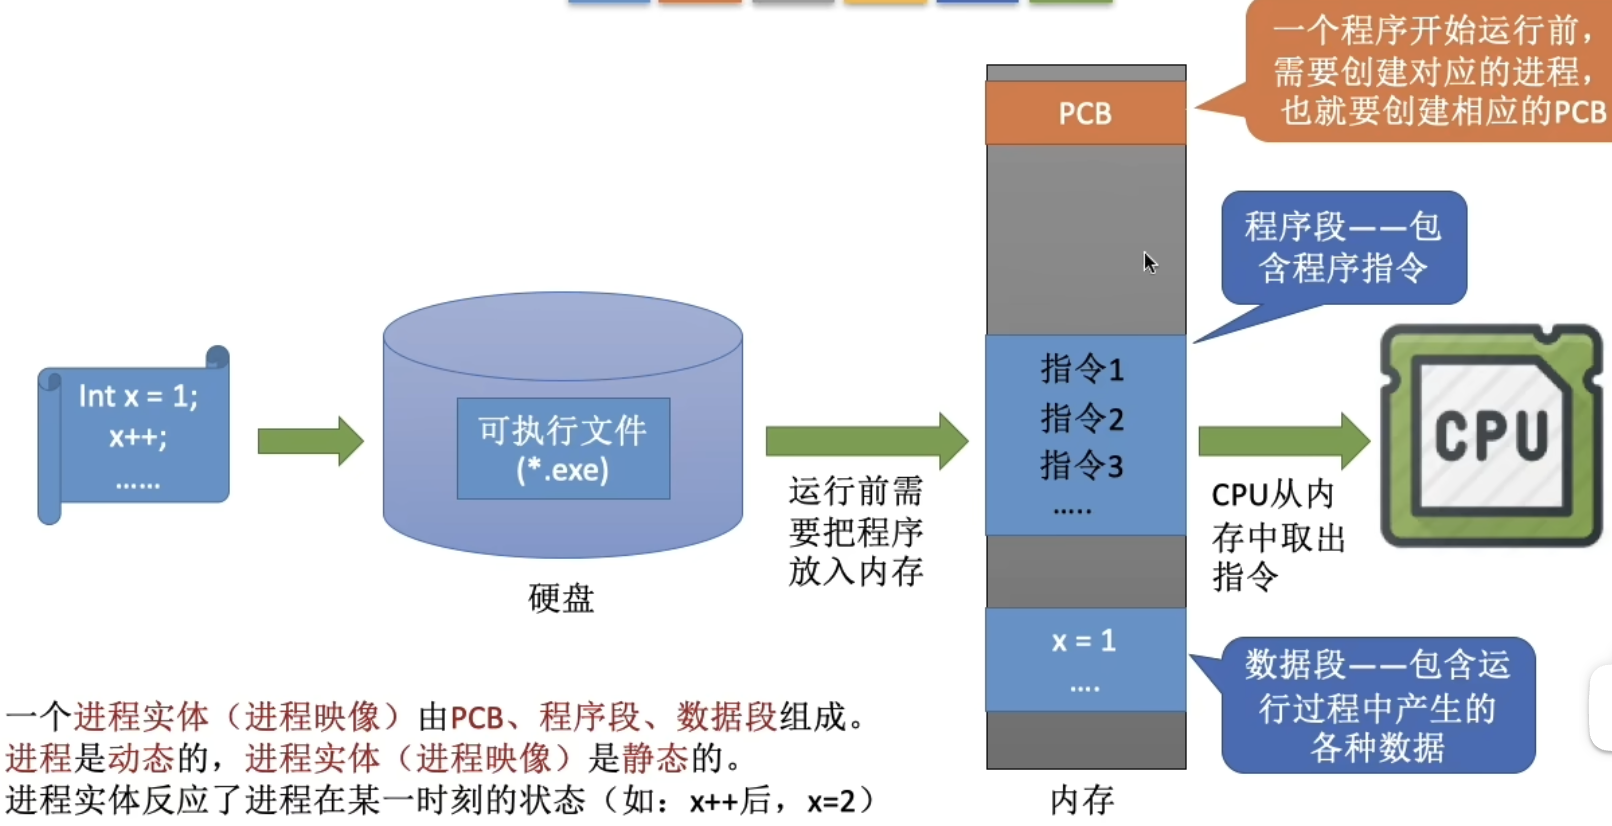 一个程序开始运行前，
需要创建对应的进程，
也就要创建相应的PCB
PCB
程序段——包
含程序指令
Int x = 1;
x++;
……
可执行文件
(*.exe)
硬盘
运行前需
要把程序
放入内存
指令1
指令2
指令3
…..
CPU从内
存中取出
指令
CPU
x = 1
….
数据段——包含运
行过程中产生的
各种数据
内存
一个进程实体（进程映像）由PCB、程序段、数据段组成。
进程是动态的，进程实体（进程映像）是静态的。
进程实体反应了进程在某一时刻的状态（如：x++后，x=2）